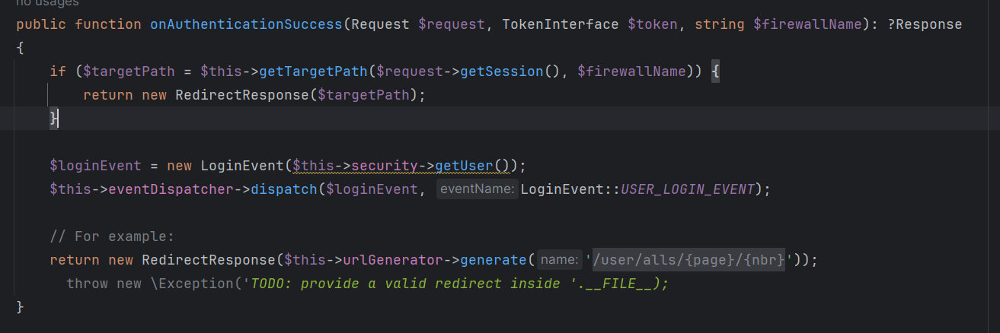 no usages
public function onAuthenticationSuccess(Request $request, TokenInterface $token, string $firewallName): ?Response
{
if ($targetPath = $this->getTargetPath($request->getSession(), $firewallName)) {
return new RedirectResponse($targetPath);
}
$loginEvent = new LoginEvent($this->security->getUser());
$this->eventDispatcher->dispatch($loginEvent, eventName: LoginEvent::USER_LOGIN_EVENT);
// For example:
return new RedirectResponse($this->urlGenerator->generate( name: '/user/alls/{page}/{nbr}'));
throw new \Exception('TODO: provide a valid redirect inside '.__FILE__);
}